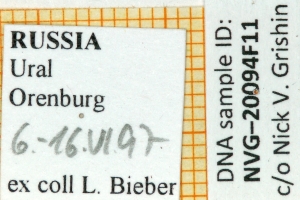 RUSSIA
Ural
Orenburg
6.-16.VI.97
ex coll L. Bieber
DNA sample ID:
NVG-20094F11
c/o Nick V. Grishin